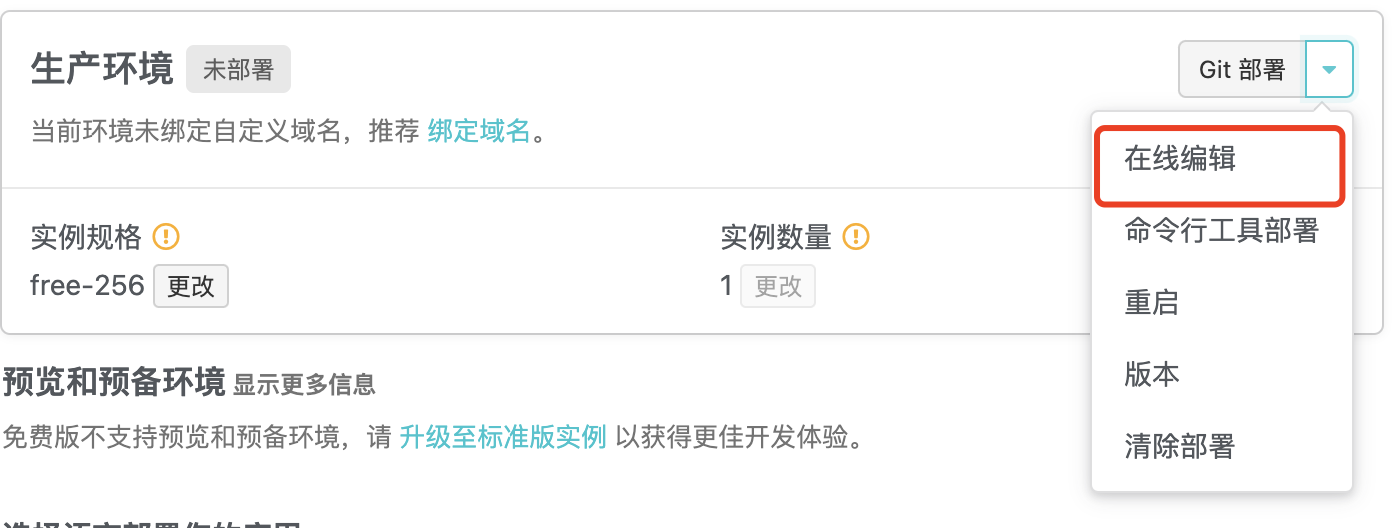 生产环境 未部署
Git 部署
当前环境未绑定自定义域名，推荐 绑定域名。
在线编辑
命令行工具部署
重启
版本
清除部署
实例规格
free-256 更改
实例数量
1 更改
预览和预备环境 显示更多信息
免费版不支持预览和预备环境，请 升级至标准版实例 以获得更佳开发体验。